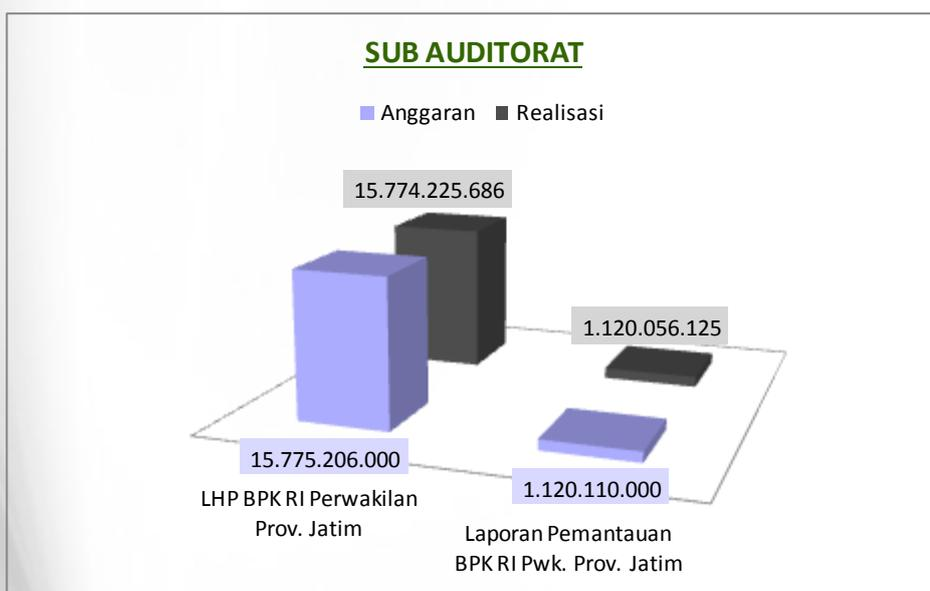 SUB AUDITORAT
Anggaran Realisasi
15.774.225.686
1.120.056.125
15.775.206.000
LHP BPK RI Perwakilan
Prov. Jatim
1.120.110.000
Laporan Pemantauan
BPK RI Pwk. Prov. Jatim